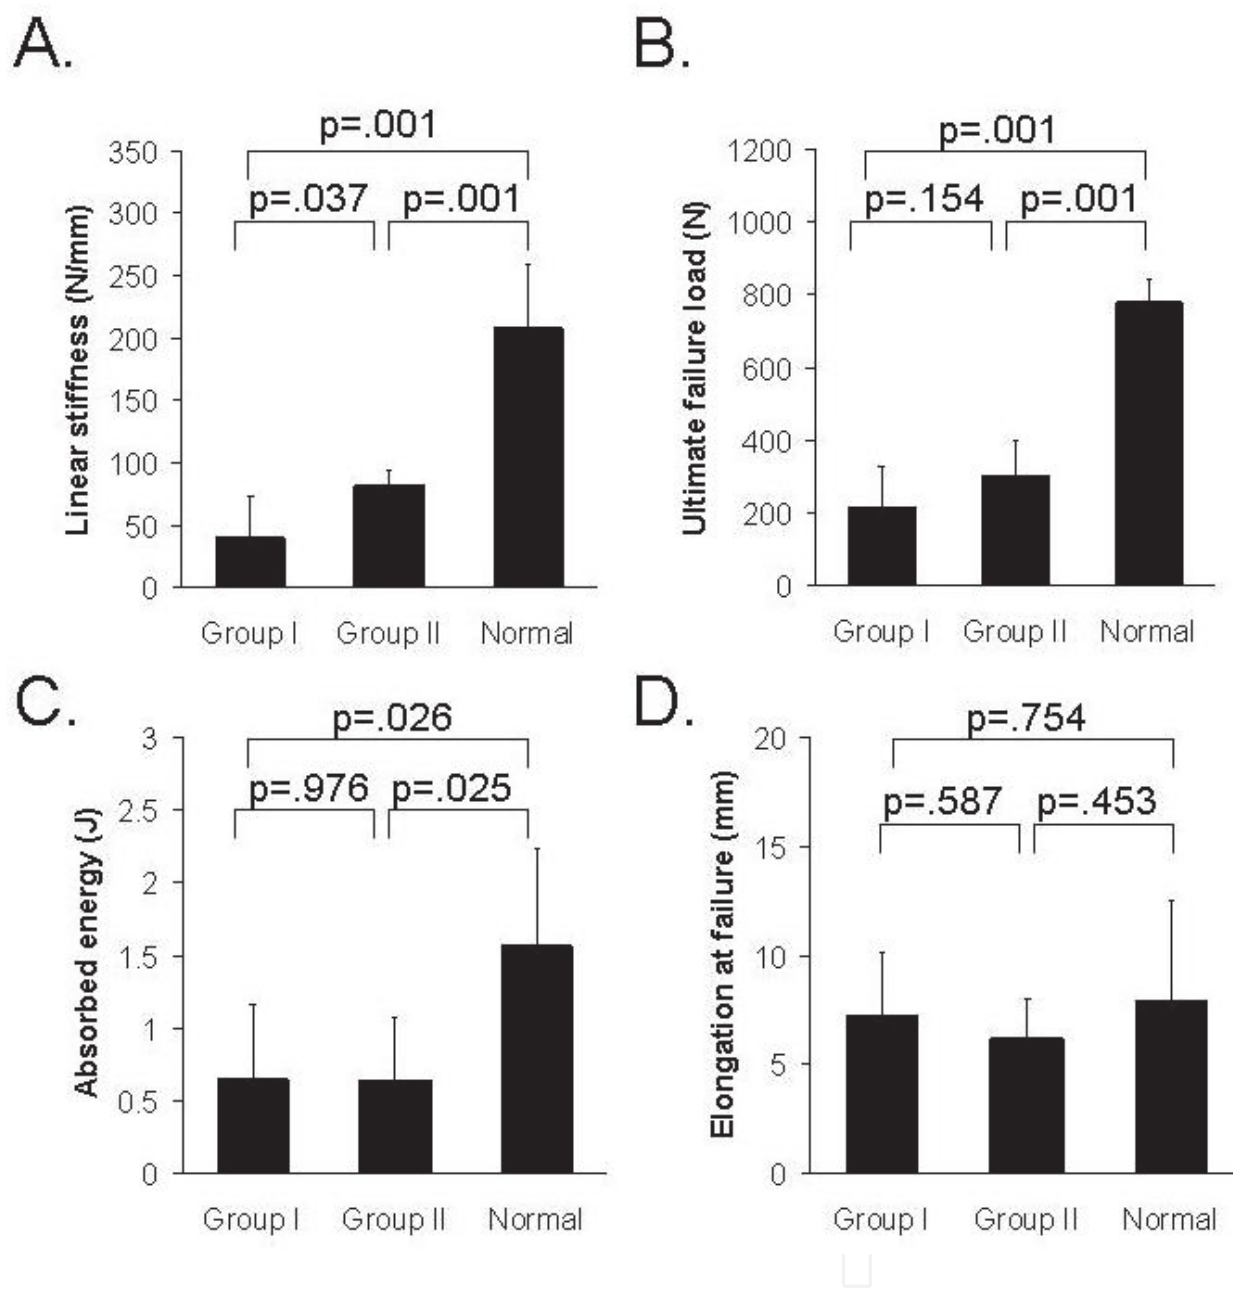 A.
p=.001
p=.037
p=.001
350
300
250
200
150
100
50
0
Linear stiffness (N/mm)
Group I
Group II
Normal
B.
p=.001
p=.154
p=.001
1200
1000
800
600
400
200
0
Ultimate failure load (N)
Group I
Group II
Normal
C.
p=.026
p=.976
p=.025
3
2.5
2
1.5
1
0.5
0
Absorbed energy (J)
Group I
Group II
Normal
D.
p=.754
p=.587
p=.453
20
15
10
5
0
Elongation at failure (mm)
Group I
Group II
Normal